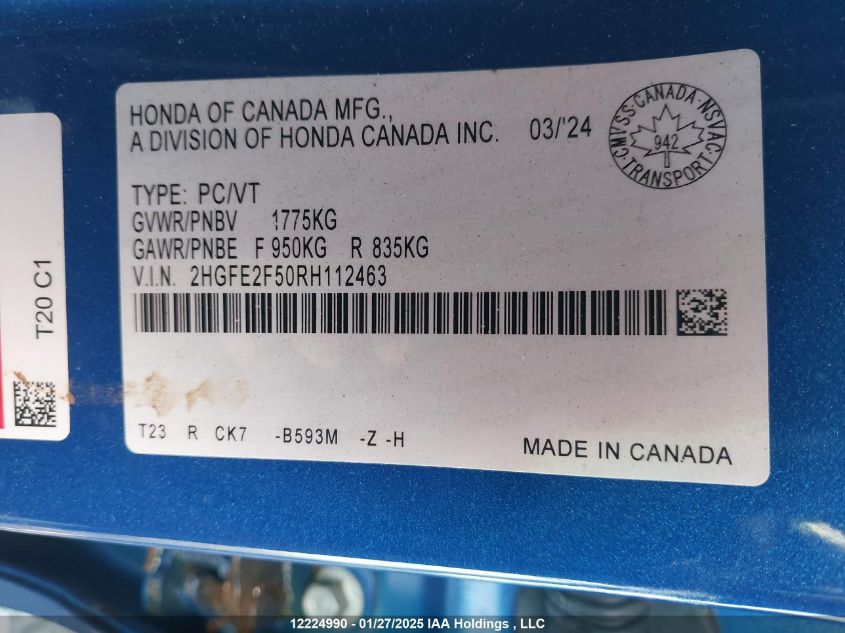 HONDA OF CANADA MFG.,
A DIVISION OF HONDA CANADA INC. 03/'24
CMVSS · CANADA · NSVAC · TRANSPORT ·
942
TYPE: PC/VT
GVWR/PNBV 1775KG
GAWR/PNBE F 950KG R 835KG
V.I.N. 2HGFE2F50RH112463
T20 C1
T23 R CK7 -B593M -Z -H
MADE IN CANADA
12224990 - 01/27/2025 IAA Holdings , LLC